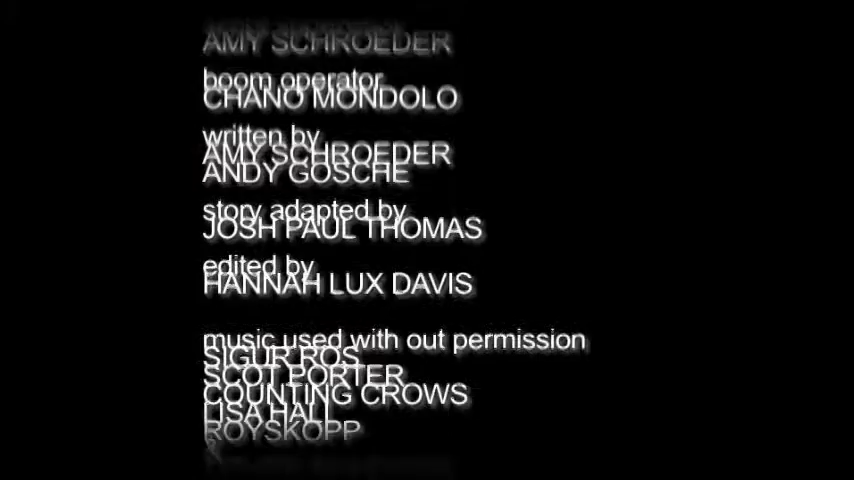 AMY SCHROEDER
boom operator
CHANO MONDOLO
written by
AMY SCHROEDER
ANDY GOSCHE
story adapted by
JOSH PAUL THOMAS
edited by
HANNAH LUX DAVIS
music used with out permission
SIGUR ROS
SCOT PORTER
COUNTING CROWS
LISA HALL
ROYSKOPP